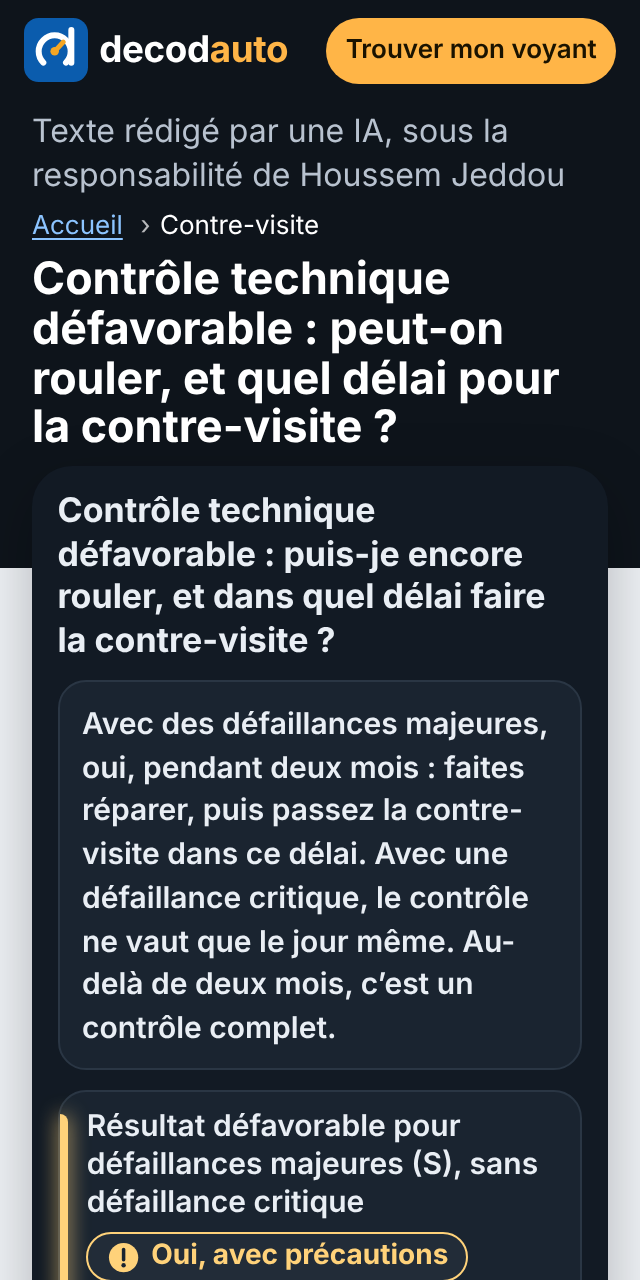 decodauto
Trouver mon voyant
Texte rédigé par une IA, sous la
responsabilité de Houssem Jeddou
Accueil › Contre-visite
Contrôle technique
défavorable : peut-on
rouler, et quel délai pour
la contre-visite ?
Contrôle technique
défavorable : puis-je encore
rouler, et dans quel délai faire
la contre-visite ?
Avec des défaillances majeures,
oui, pendant deux mois : faites
réparer, puis passez la contre-
visite dans ce délai. Avec une
défaillance critique, le contrôle
ne vaut que le jour même. Au-
delà de deux mois, c’est un
contrôle complet.
Résultat défavorable pour
défaillances majeures (S), sans
défaillance critique
Oui, avec précautions